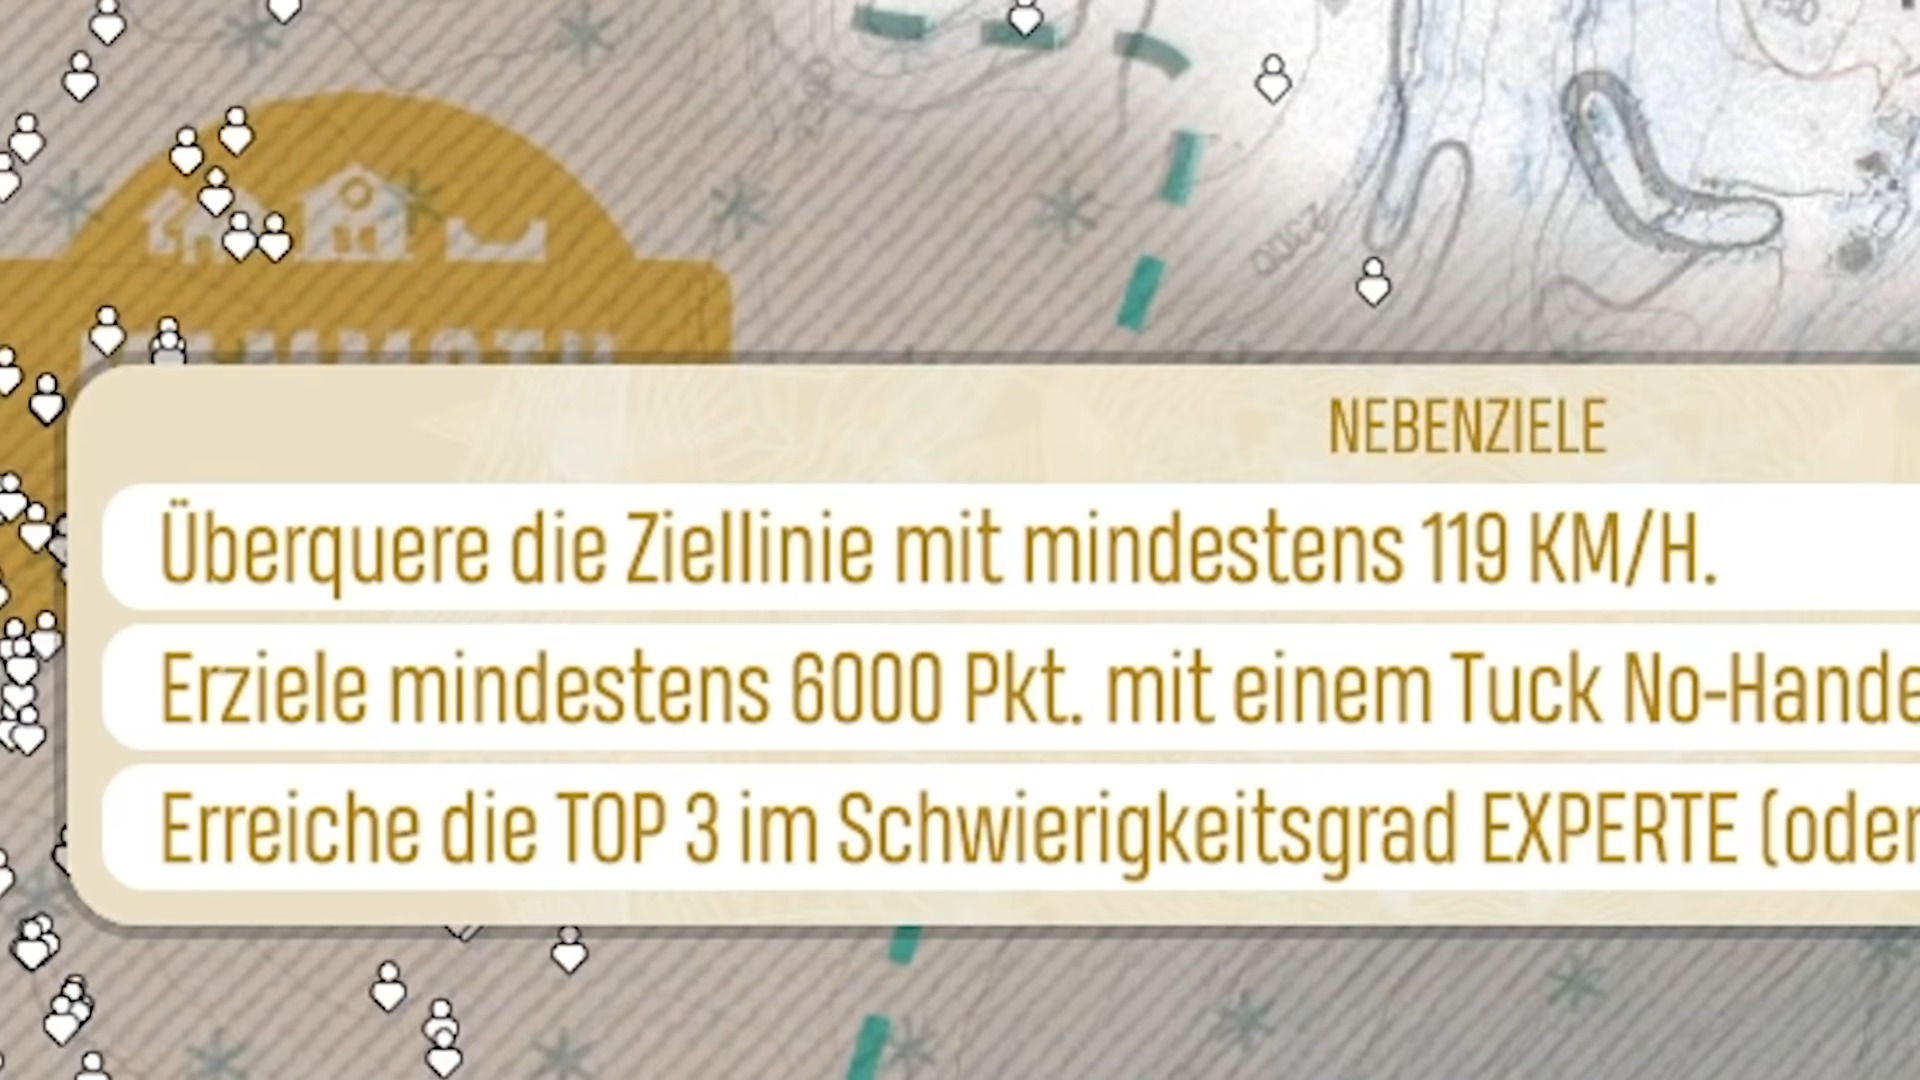 2300
NEBENZIELE
Überquere die Ziellinie mit mindestens 119 KM/H.
Erziele mindestens 6000 Pkt. mit einem Tuck No-Hande
Erreiche die TOP 3 im Schwierigkeitsgrad EXPERTE (oder